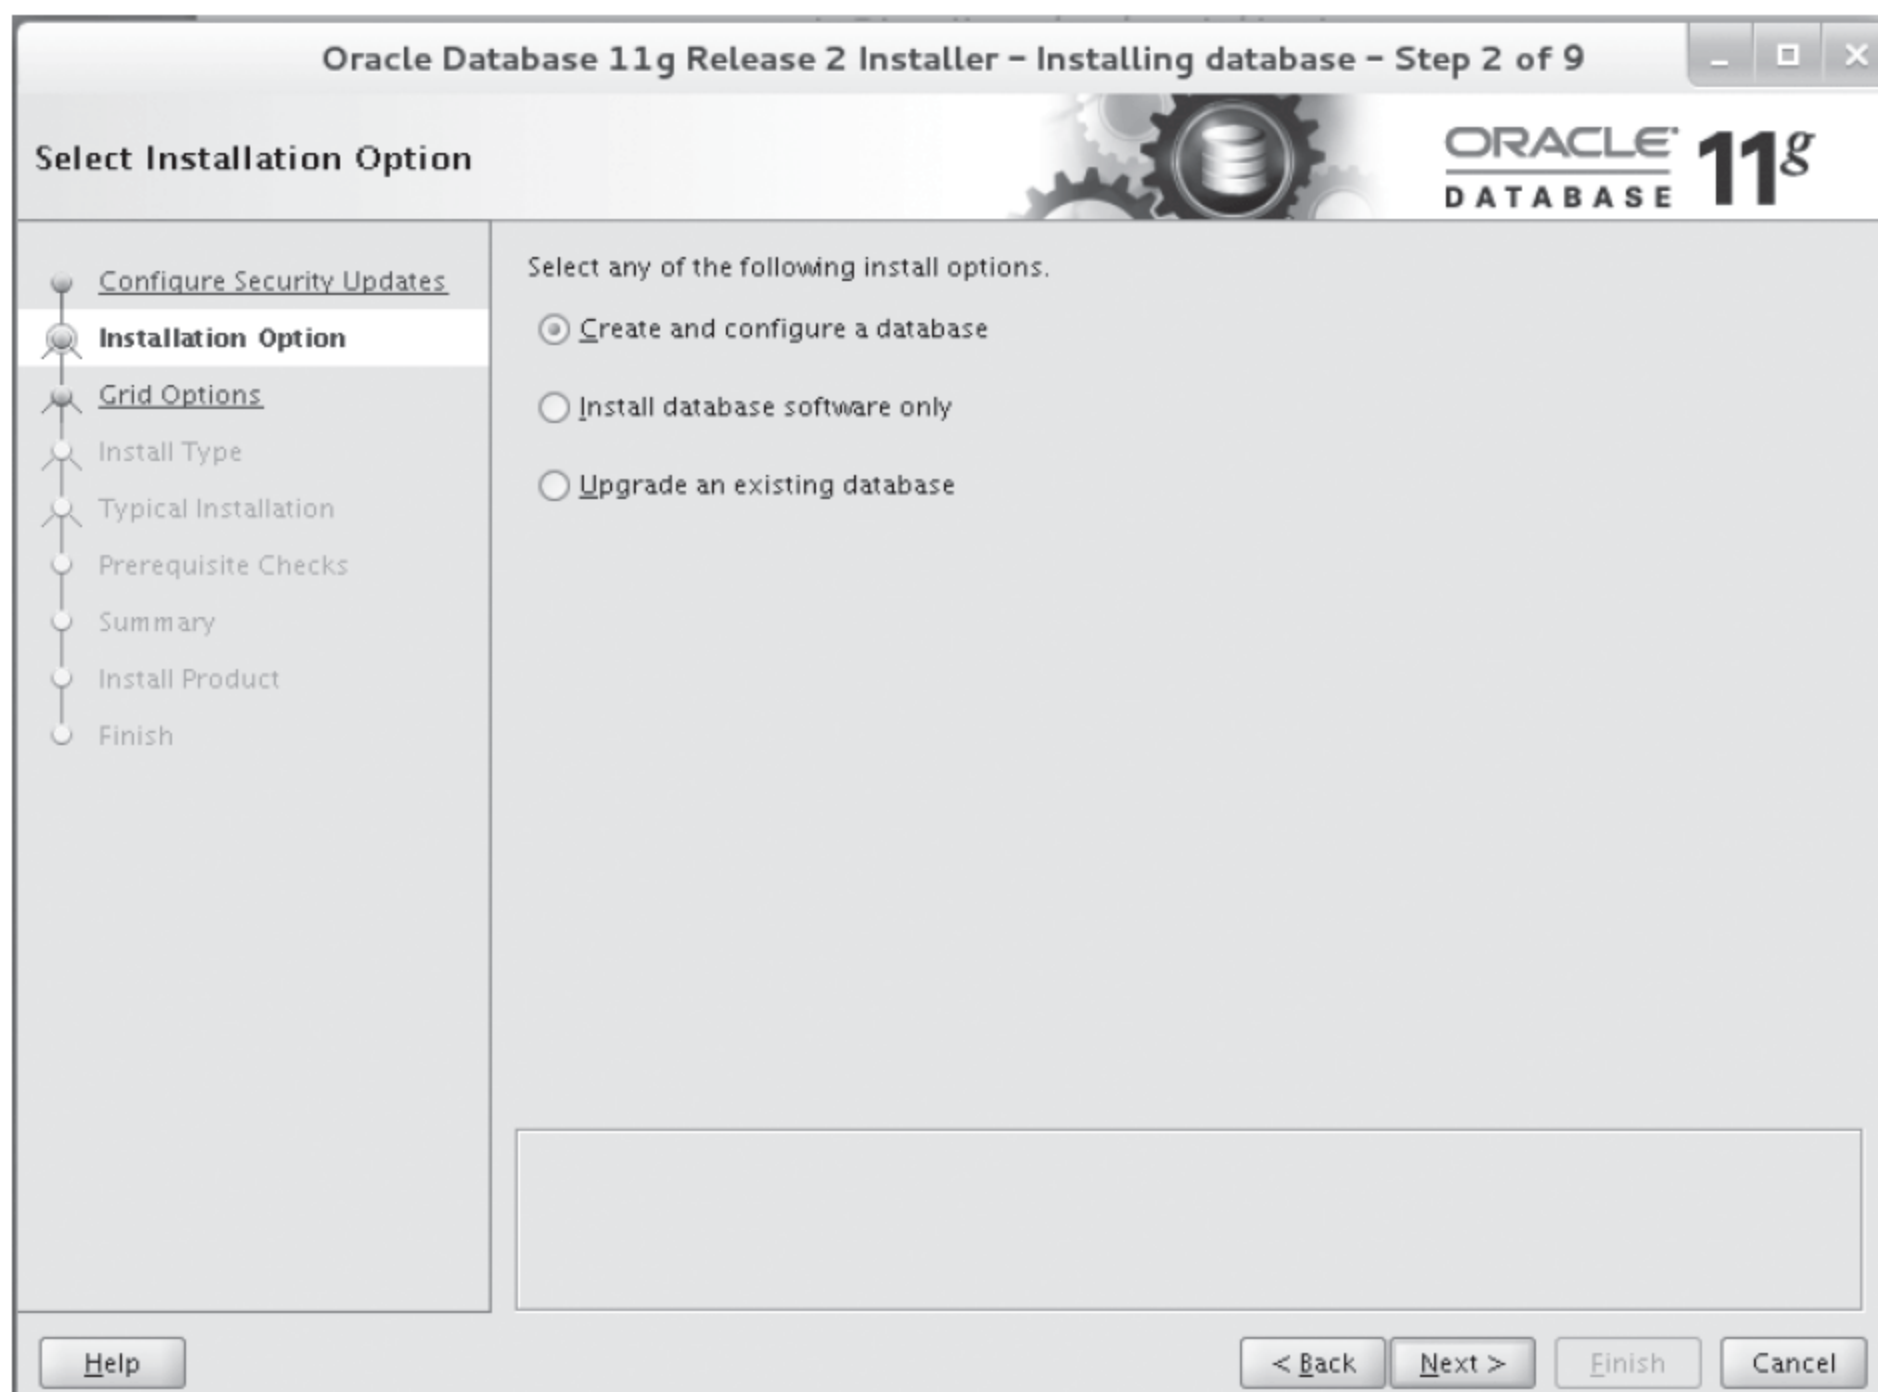 Oracle Database 11g Release 2 Installer – Installing database – Step 2 of 9
Select Installation Option
ORACLE
DATABASE
11g
Configure Security Updates
Installation Option
Grid Options
Install Type
Typical Installation
Prerequisite Checks
Summary
Install Product
Finish
Select any of the following install options.
Create and configure a database
Install database software only
Upgrade an existing database
Help
< Back
Next >
Finish
Cancel